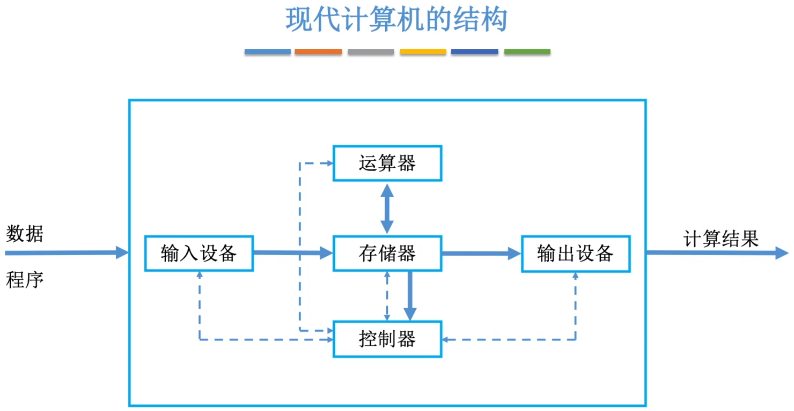 现代计算机的结构
运算器
数据
程序
输入设备
存储器
输出设备
计算结果
控制器